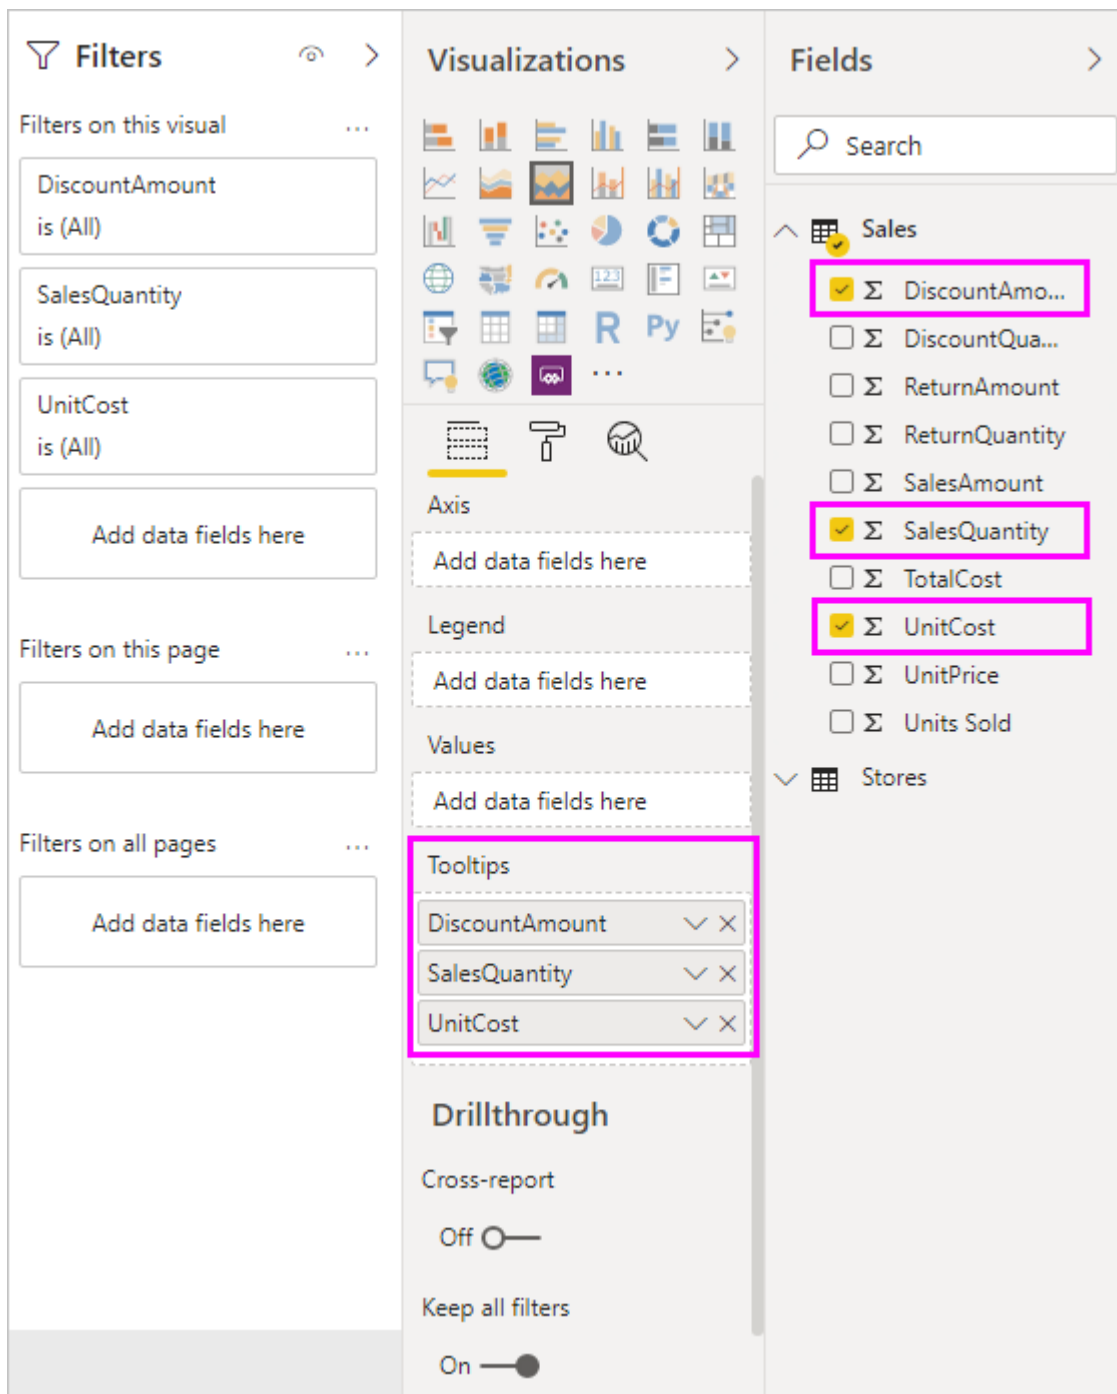 Filters
Filters on this visual
...
DiscountAmount
is (All)
SalesQuantity
is (All)
UnitCost
is (All)
Add data fields here
Filters on this page
...
Add data fields here
Filters on all pages
...
Add data fields here
Visualizations
123
R
Py
...
Axis
Add data fields here
Legend
Add data fields here
Values
Add data fields here
Tooltips
DiscountAmount
SalesQuantity
UnitCost
Drillthrough
Cross-report
Off
Keep all filters
On
Fields
Search
Sales
Σ DiscountAmo...
Σ DiscountQua...
Σ ReturnAmount
Σ ReturnQuantity
Σ SalesAmount
Σ SalesQuantity
Σ TotalCost
Σ UnitCost
Σ UnitPrice
Σ Units Sold
Stores